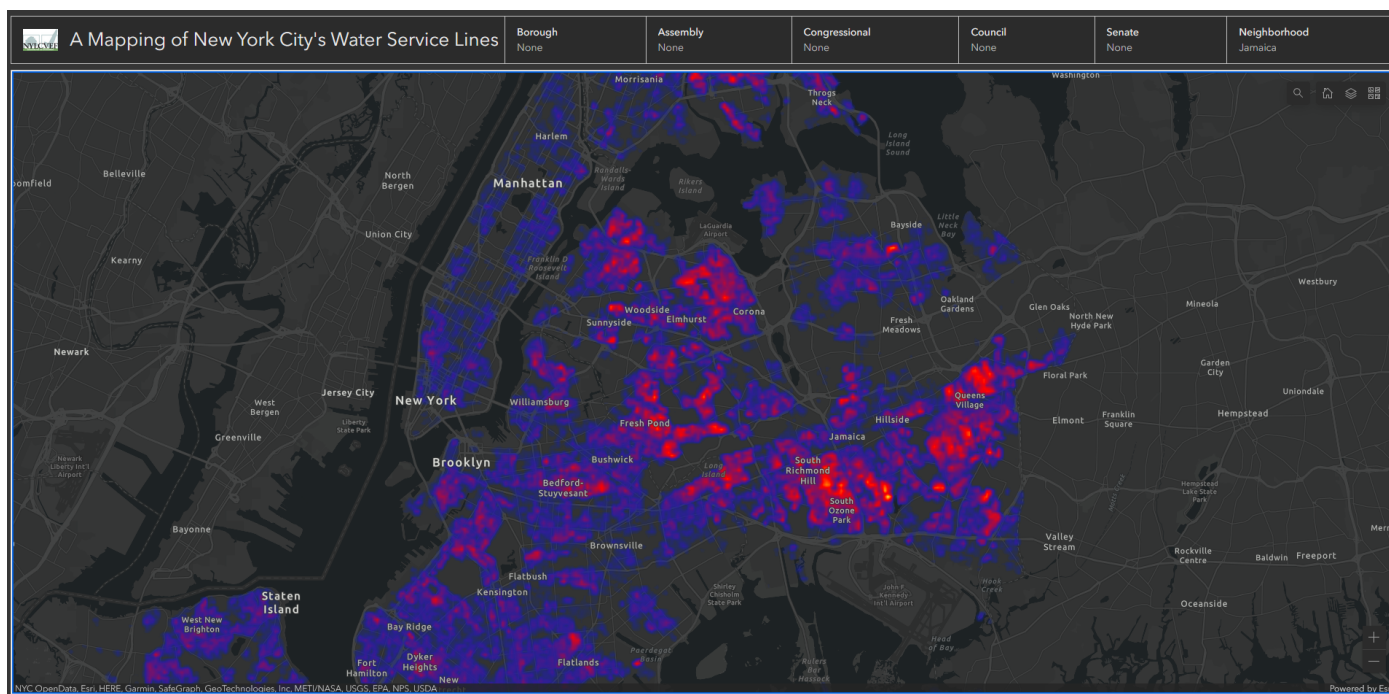 NYLCVEF
A Mapping of New York City's Water Service Lines
Borough
None
Assembly
None
Congressional
None
Council
None
Senate
None
Neighborhood
Jamaica
Morrisania
Washington
Throgs
Neck
Harlem
Long
Island
Sound
Belleville
North
Bergen
Manhattan
Randalls-
Wards
Island
Rikers
Island
oomfield
LaGuardia
Airport
Bayside
Little
Neck
Bay
Union City
Kearny
Franklin D
Roosevelt
Island
Westbury
Oakland
Gardens
Glen Oaks
North New
Hyde Park
Mineola
Woodside
Sunnyside
Elmhurst
Corona
Fresh
Meadows
Newark
Garden
City
Floral Park
Jersey City
New York
Williamsburg
Queens
Village
Uniondale
West
Bergen
Liberty
State Park
Fresh Pond
Hillside
Elmont
Franklin
Square
Hempstead
Greenville
Jamaica
Newark
Liberty Int'l
Airport
Brooklyn
Bushwick
Long
Island
South
Richmond
Hill
Bedford-
Stuyvesant
South
Ozone
Park
Hempstead
Lake State
Park
Bayonne
Brownsville
Valley
Stream
Mer
Rockville
Centre
Baldwin
Freeport
Flatbush
Kensington
Shirley
Chisholm
State Park
John F
Kennedy
Int'l Airport
Hook
Creek
Staten
Island
Oceanside
West New
Brighton
Bay Ridge
Head
of Bay
Paerdegat
Basin
Fort
Hamilton
Dyker
Heights
New
Flatlands
Rulers
Bar
Hassock
NYC OpenData, Esri, HERE, Garmin, SafeGraph, GeoTechnologies, Inc, METI/NASA, USGS, EPA, NPS, USDA
Powered by Es